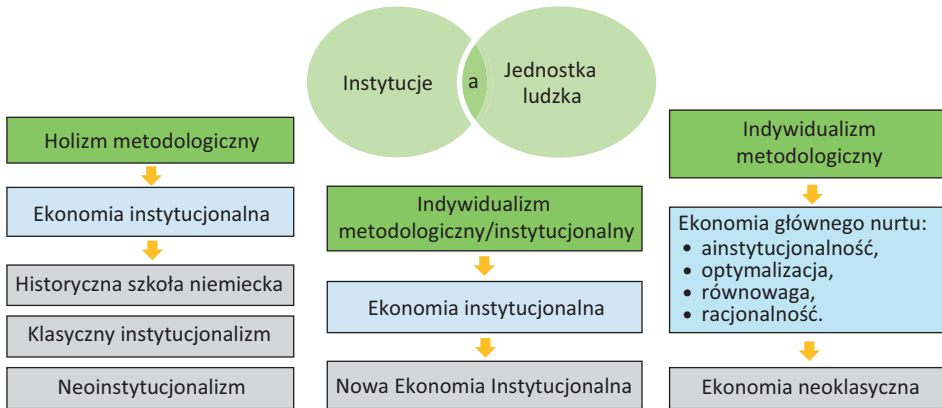 Instytucje
a
Jednostka
ludzka
Holizm metodologiczny
Ekonomia instytucjonalna
Historyczna szkoła niemiecka
Klasyczny instytucjonalizm
Neoinstytucjonalizm
Indywidualizm
metodologiczny/instytucjonalny
Ekonomia instytucjonalna
Nowa Ekonomia Instytucjonalna
Indywidualizm
metodologiczny
Ekonomia głównego nurtu:
• ainstytucjonalność,
• optymalizacja,
• równowaga,
• racjonalność.
Ekonomia neoklasyczna